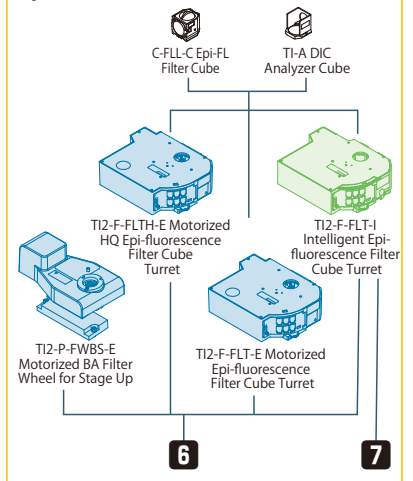 C-FLL-C Epi-FL
Filter Cube
TI-A DIC
Analyzer Cube
TI2-F-FLTH-E Motorized
HQ Epi-fluorescence
Filter Cube
Turret
TI2-F-FLT-I
Intelligent Epi-
fluorescence Filter
Cube Turret
TI2-P-FWBS-E
Motorized BA Filter
Wheel for Stage Up
TI2-F-FLT-E Motorized
Epi-fluorescence
Filter Cube Turret
6
7